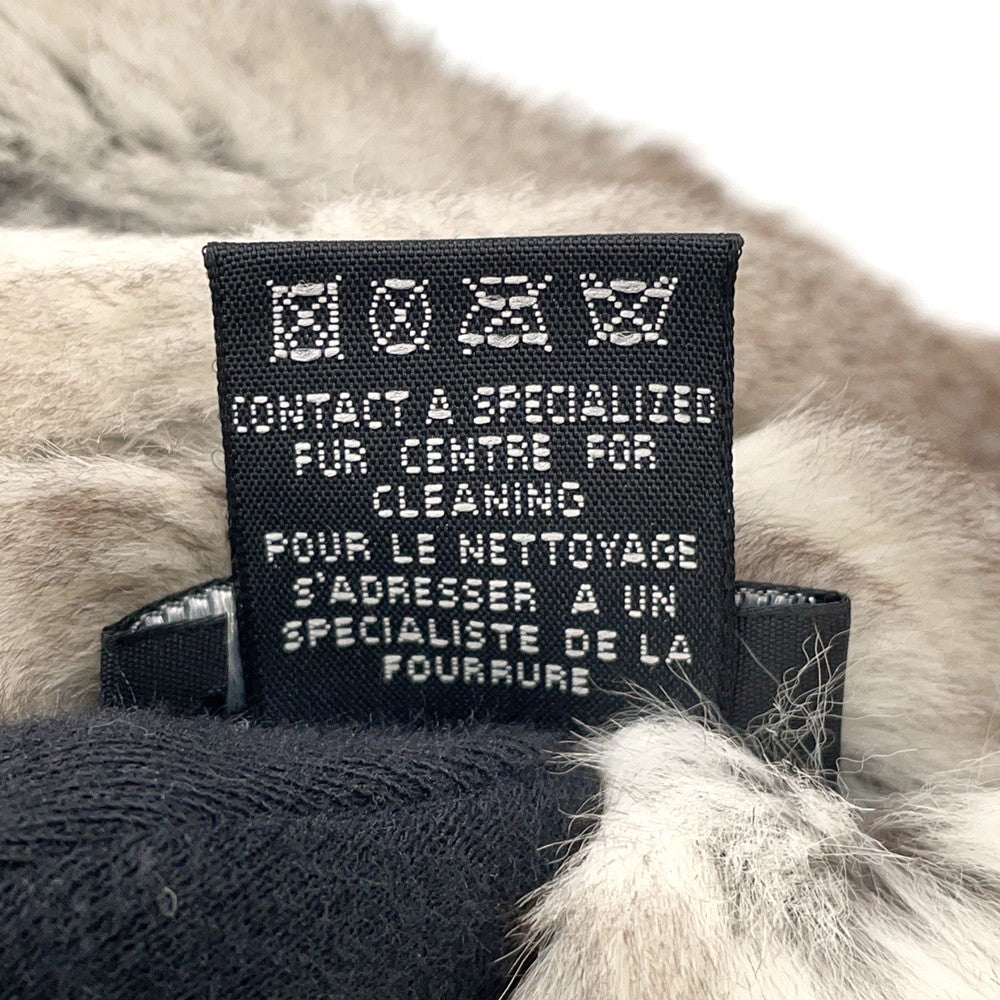 CONTACT A SPECIALIZED
FUR CENTRE FOR
CLEANING
POUR LE NETTOYAGE
S'ADRESSER A UN
SPECIALISTE DE LA
FOURRURE